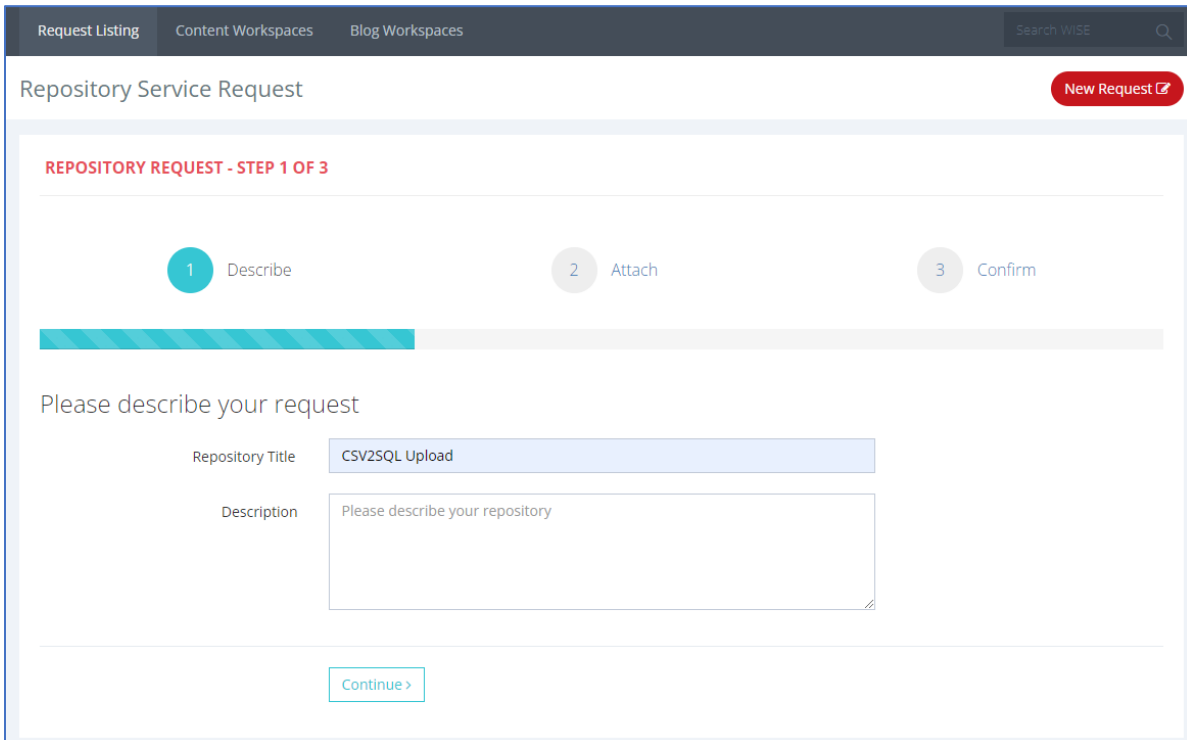 Request Listing Content Workspaces Blog Workspaces Search WISE
Repository Service Request New Request
REPOSITORY REQUEST - STEP 1 OF 3
1 Describe 2 Attach 3 Confirm
Please describe your request
Repository Title CSV2SQL Upload
Description Please describe your repository
Continue >